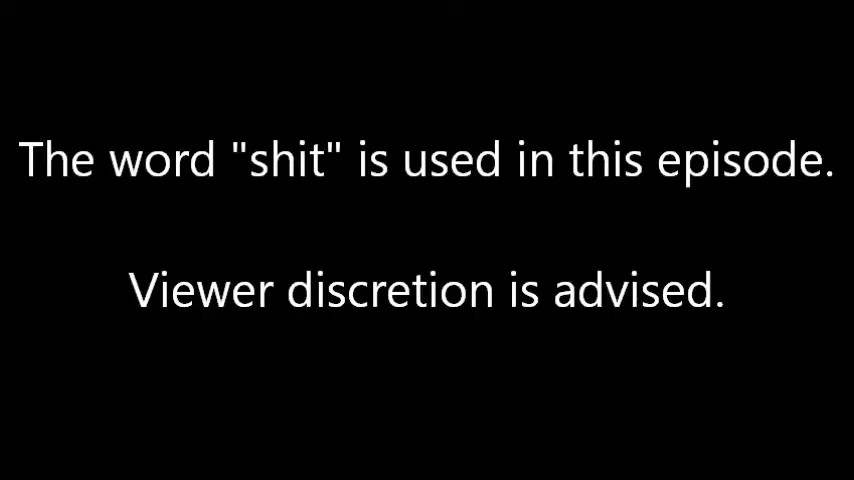 The word "shit" is used in this episode.
Viewer discretion is advised.